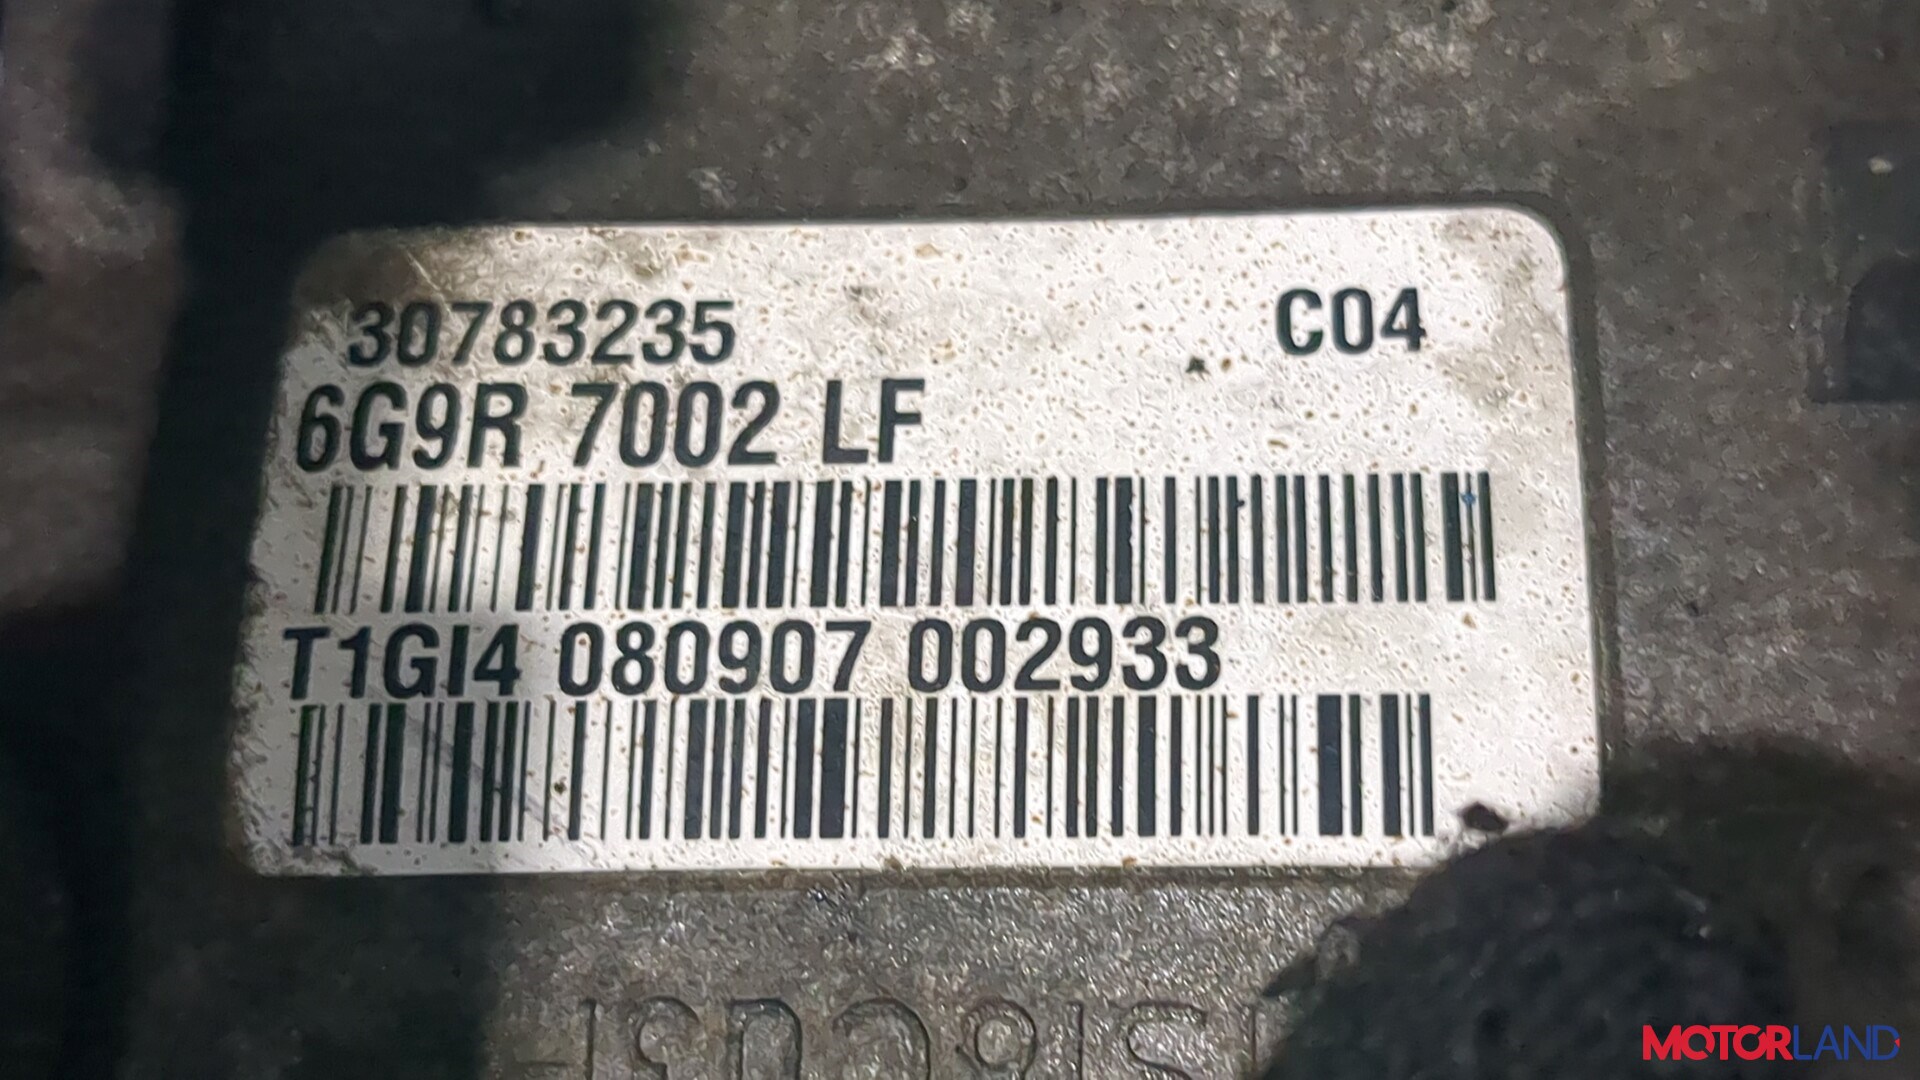 30783235 C04
6G9R 7002 LF
T1GI4 080907 002933
MOTORLAND